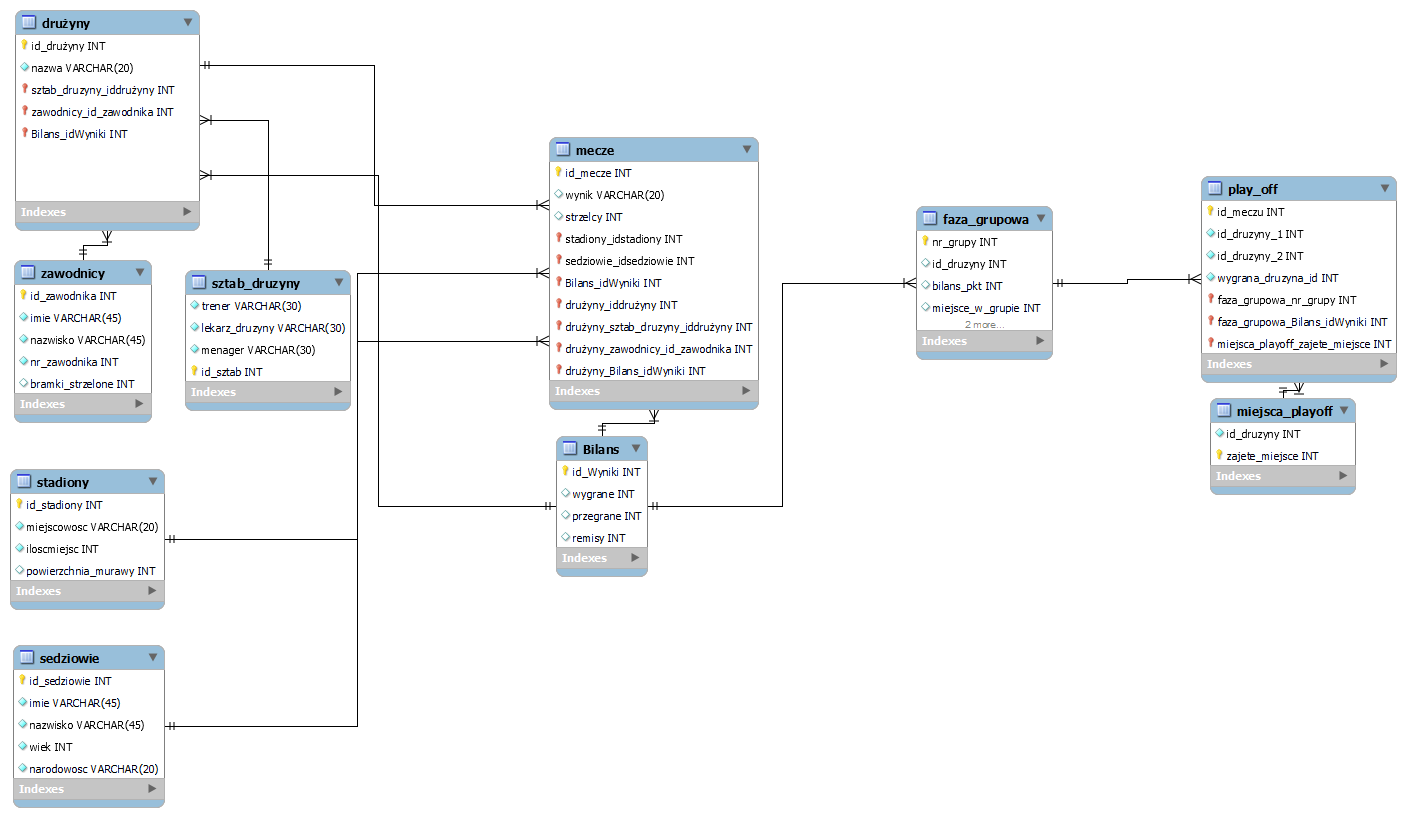 drużyny
id_drużyny INT
nazwa VARCHAR(20)
sztab_druzyny_iddrużyny INT
zawodnicy_id_zawodnika INT
Bilans_idWyniki INT
Indexes
zawodnicy
id_zawodnika INT
imie VARCHAR(45)
nazwisko VARCHAR(45)
nr_zawodnika INT
bramki_strzelone INT
Indexes
sztab_druzyny
trener VARCHAR(30)
lekarz_druzyny VARCHAR(30)
menager VARCHAR(30)
id_sztab INT
Indexes
stadiony
id_stadiony INT
miejscowosc VARCHAR(20)
iloscmiejsc INT
powierzchnia_murawy INT
Indexes
sedziowie
id_sedziowie INT
imie VARCHAR(45)
nazwisko VARCHAR(45)
wiek INT
narodowosc VARCHAR(20)
Indexes
mecze
id_mecze INT
wynik VARCHAR(20)
strzelcy INT
stadiony_idstadiony INT
sedziowie_idsedziowie INT
Bilans_idWyniki INT
drużyny_iddrużyny INT
drużyny_sztab_druzyny_iddrużyny INT
drużyny_zawodnicy_id_zawodnika INT
drużyny_Bilans_idWyniki INT
Indexes
Bilans
id_Wyniki INT
wygrane INT
przegrane INT
remisy INT
Indexes
faza_grupowa
nr_grupy INT
id_druzyny INT
bilans_pkt INT
miejsce_w_grupie INT
2 more...
Indexes
play_off
id_meczu INT
id_druzyny_1 INT
id_druzyny_2 INT
wygrana_druzyna_id INT
faza_grupowa_nr_grupy INT
faza_grupowa_Bilans_idWyniki INT
miejsca_playoff_zajete_miejsce INT
Indexes
miejsca_playoff
id_druzyny INT
zajete_miejsce INT
Indexes